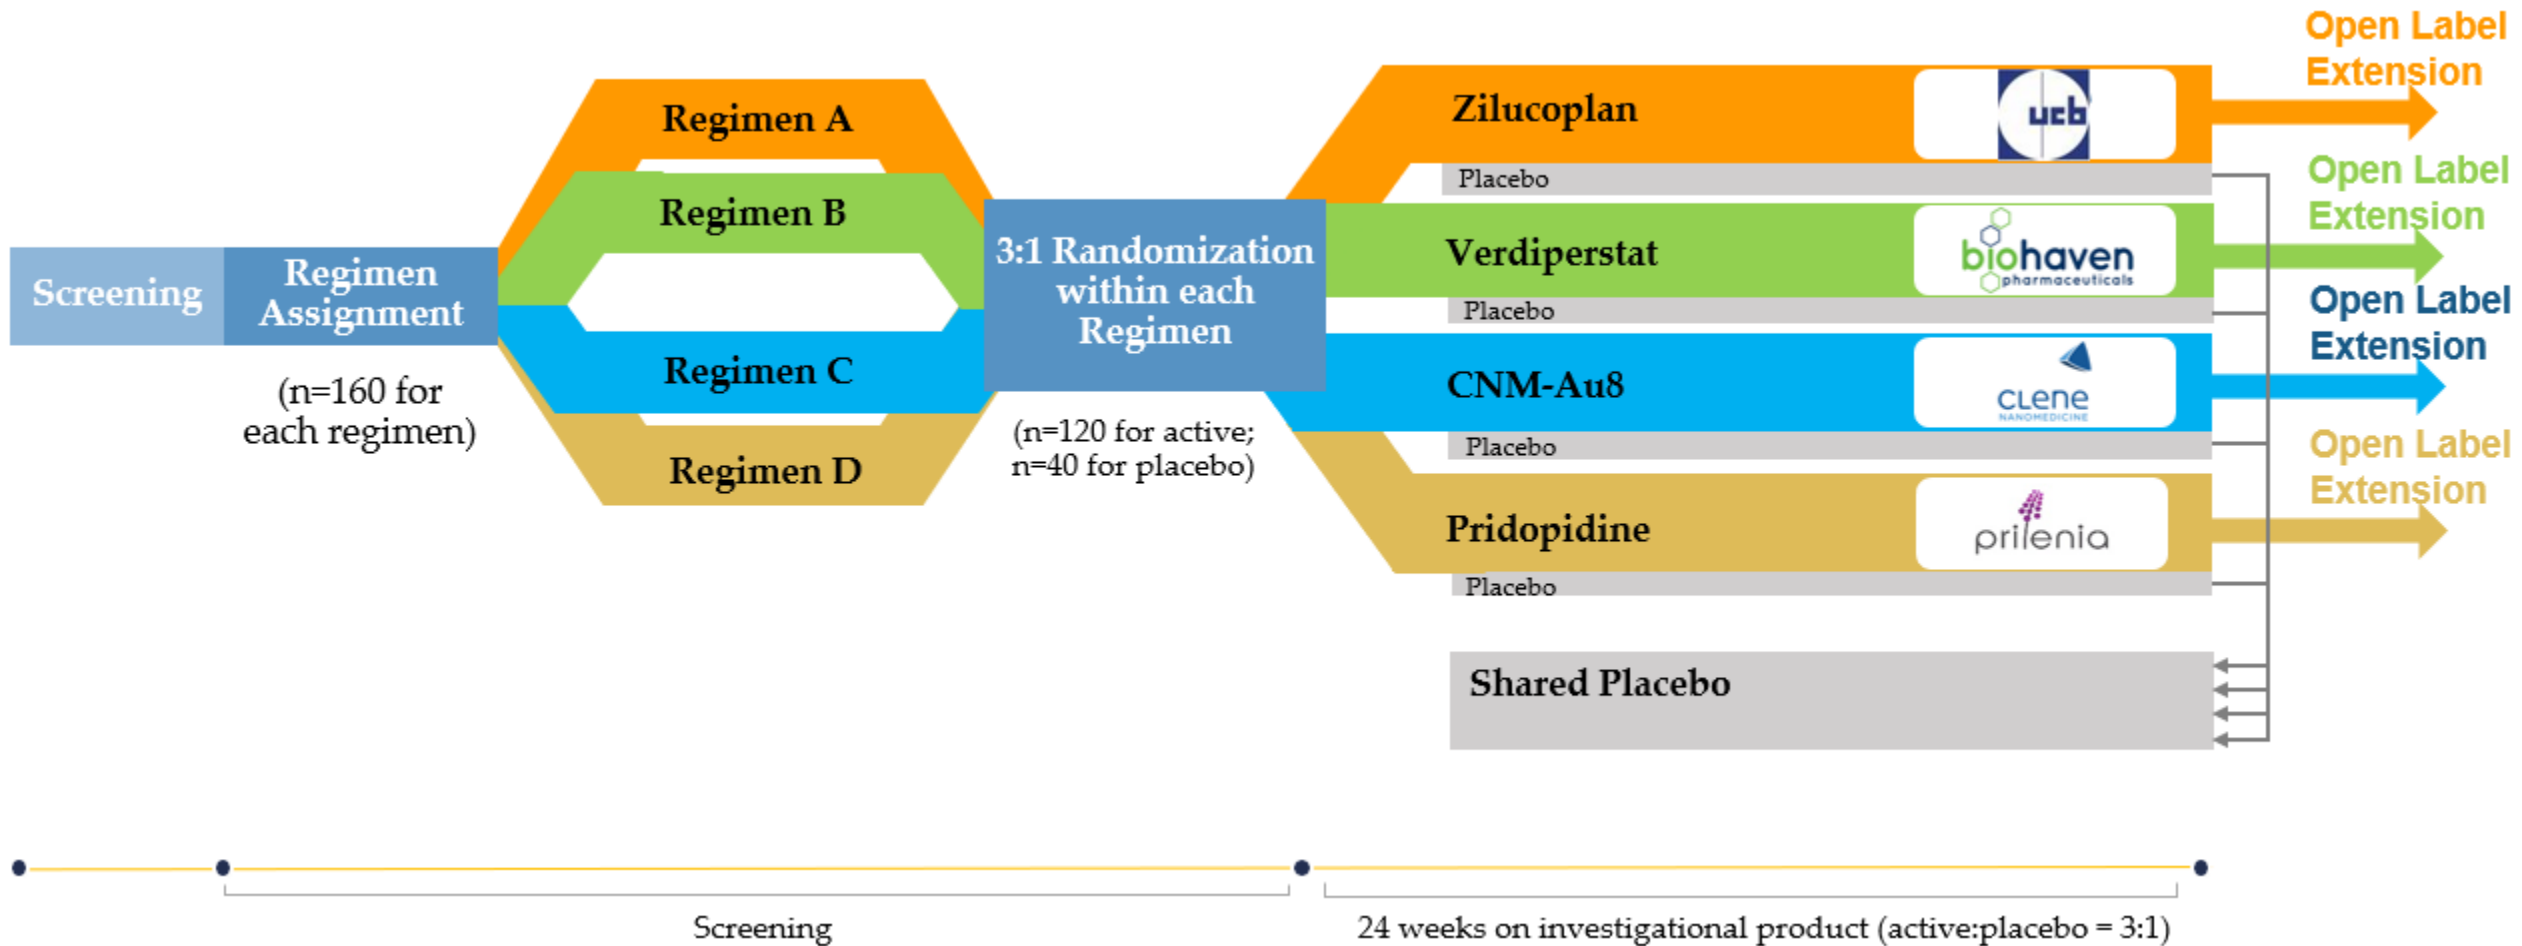 Screening
Regimen
Assignment
(n=160 for
each regimen)
Regimen A
Regimen B
Regimen C
Regimen D
3:1 Randomization
within each
Regimen
(n=120 for active;
n=40 for placebo)
Zilucoplan
ucb
Placebo
Open Label
Extension
Verdiperstat
biohaven
pharmaceuticals
Placebo
Open Label
Extension
CNM-Au8
CLENE
NANOMEDICINE
Placebo
Open Label
Extension
Pridopidine
prilenia
Placebo
Open Label
Extension
Shared Placebo
Screening
24 weeks on investigational product (active:placebo = 3:1)